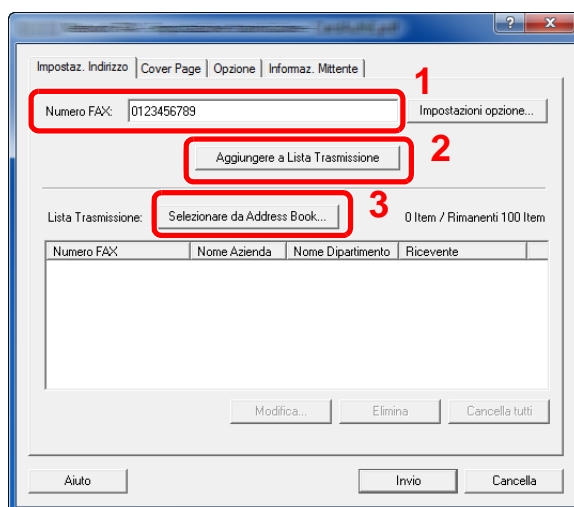 ? X
Impostaz. Indirizzo Cover Page Opzione Informaz. Mittente
1
Numero FAX: 0123456789 Impostazioni opzione...
Aggiungere a Lista Trasmissione 2
Lista Trasmissione: Selezionare da Address Book... 3 0 Item / Rimanenti 100 Item
Numero FAX Nome Azienda Nome Dipartimento Ricevente
Modifica... Elimina Cancella tutti
Aiuto Invio Cancella